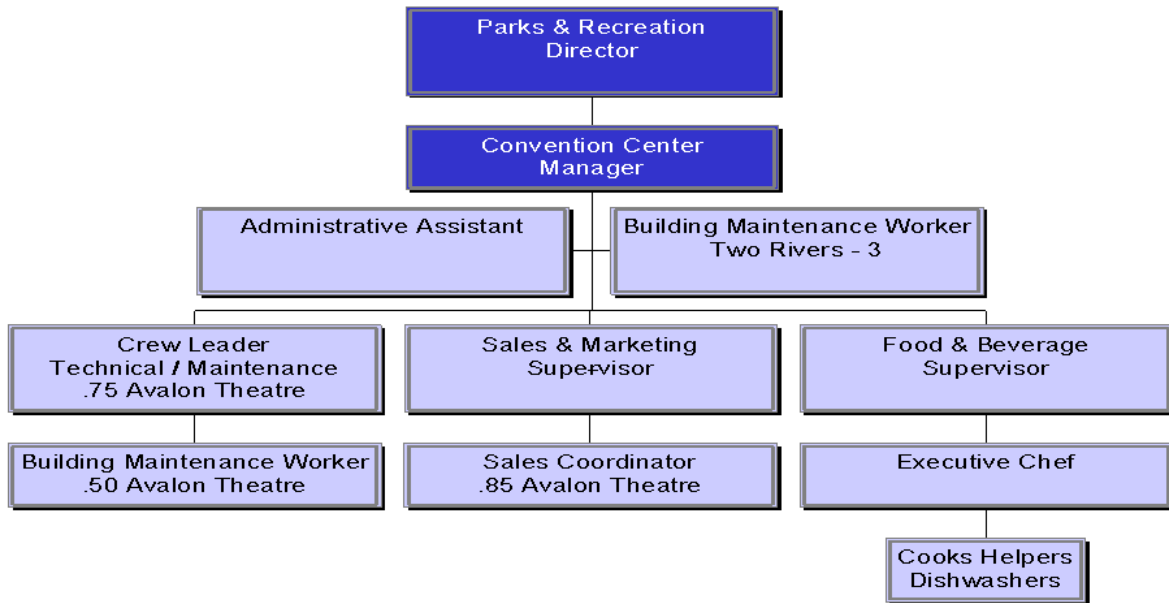 Parks & Recreation
Director
Convention Center
Manager
Administrative Assistant
Building Maintenance Worker
Two Rivers - 3
Crew Leader
Technical / Maintenance
.75 Avalon Theatre
Sales & Marketing
Supervisor
Food & Beverage
Supervisor
Building Maintenance Worker
.50 Avalon Theatre
Sales Coordinator
.85 Avalon Theatre
Executive Chef
Cooks Helpers
Dishwashers